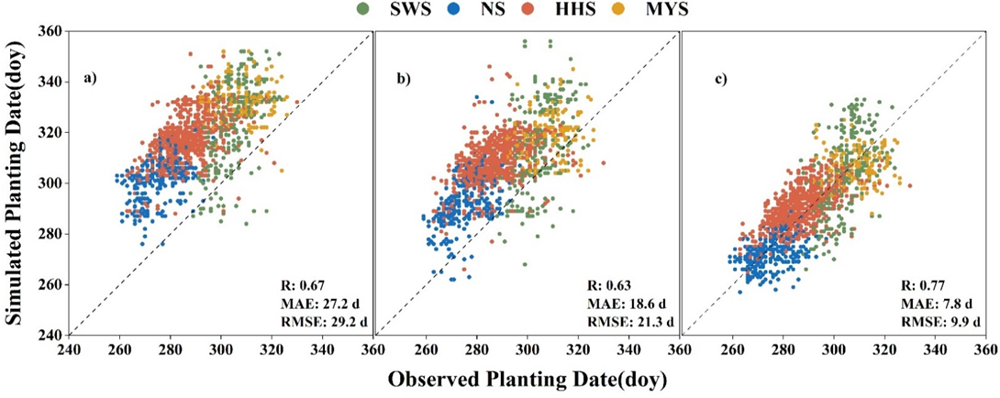 SWS NS HHS MYS
Simulated Planting Date(doy)
360
340
320
300
280
260
240
a)
R: 0.67
MAE: 27.2 d
RMSE: 29.2 d
b)
R: 0.63
MAE: 18.6 d
RMSE: 21.3 d
c)
R: 0.77
MAE: 7.8 d
RMSE: 9.9 d
240 260 280 300 320 340 360 260 280 300 320 340 360 260 280 300 320 340 360
Observed Planting Date(doy)